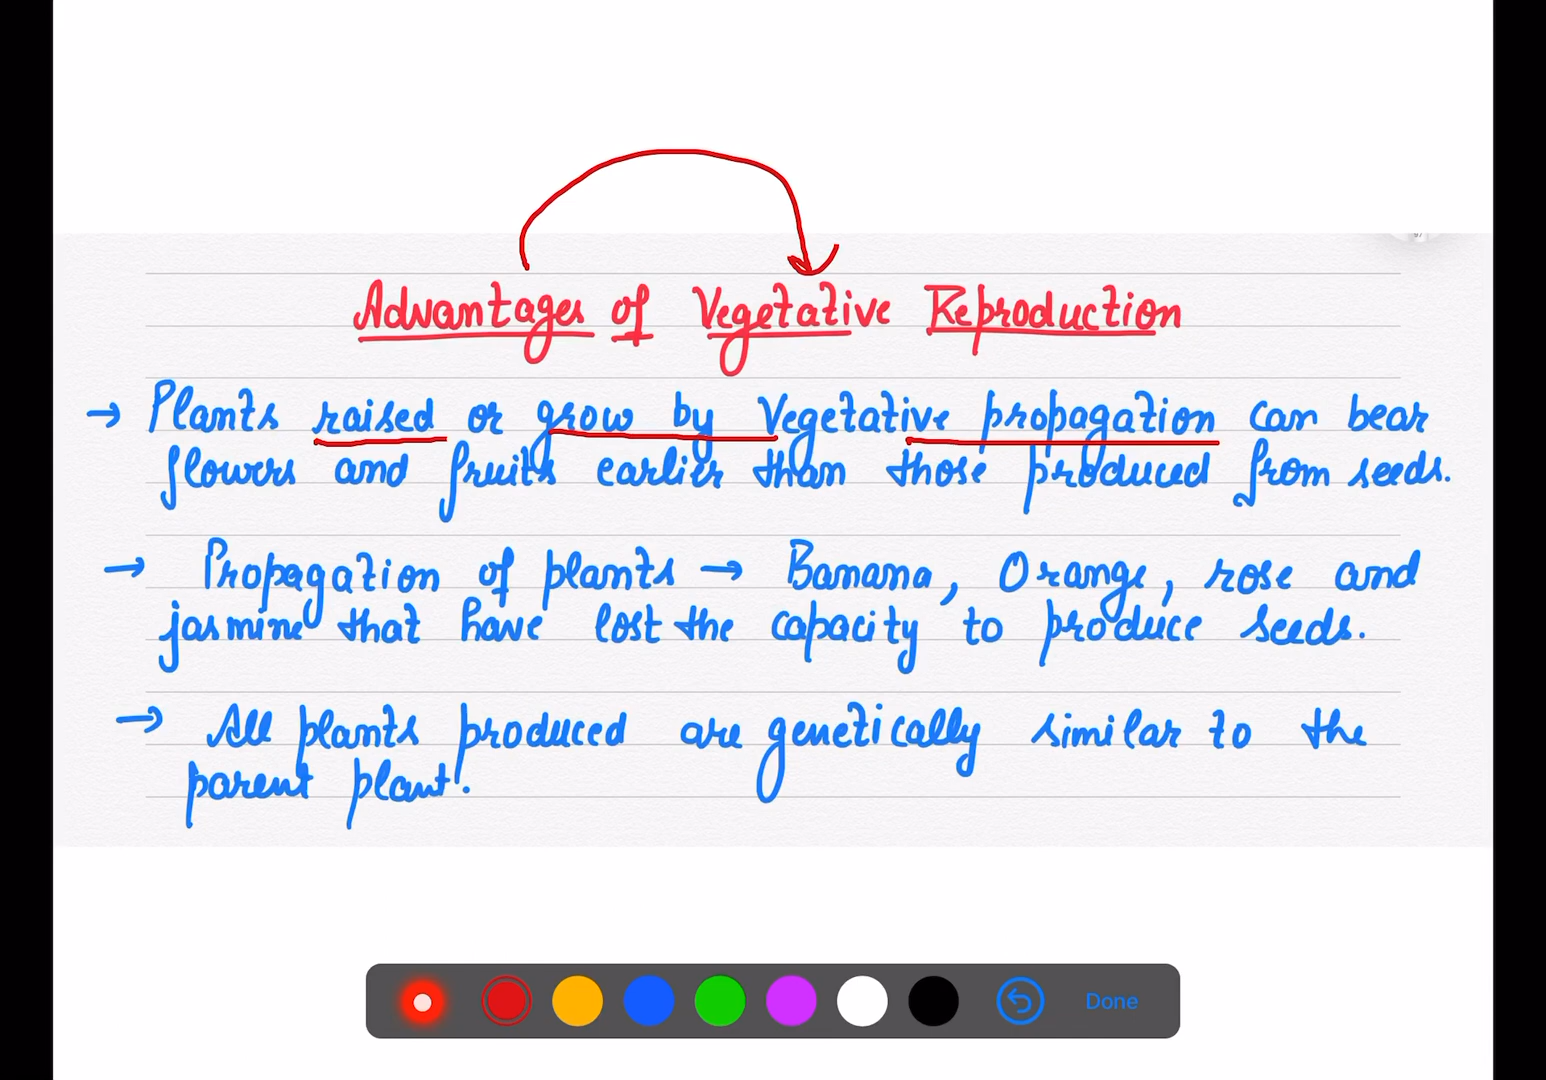 Advantages of Vegetative Reproduction
→ Plants raised or grow by Vegetative propagation can bear
flowers and fruits earlier than those produced from seeds.
→ Propagation of plants → Banana, Orange, rose and
jasmine that have lost the capacity to produce seeds.
→ All plants produced are genetically similar to the
parent plant.
Done